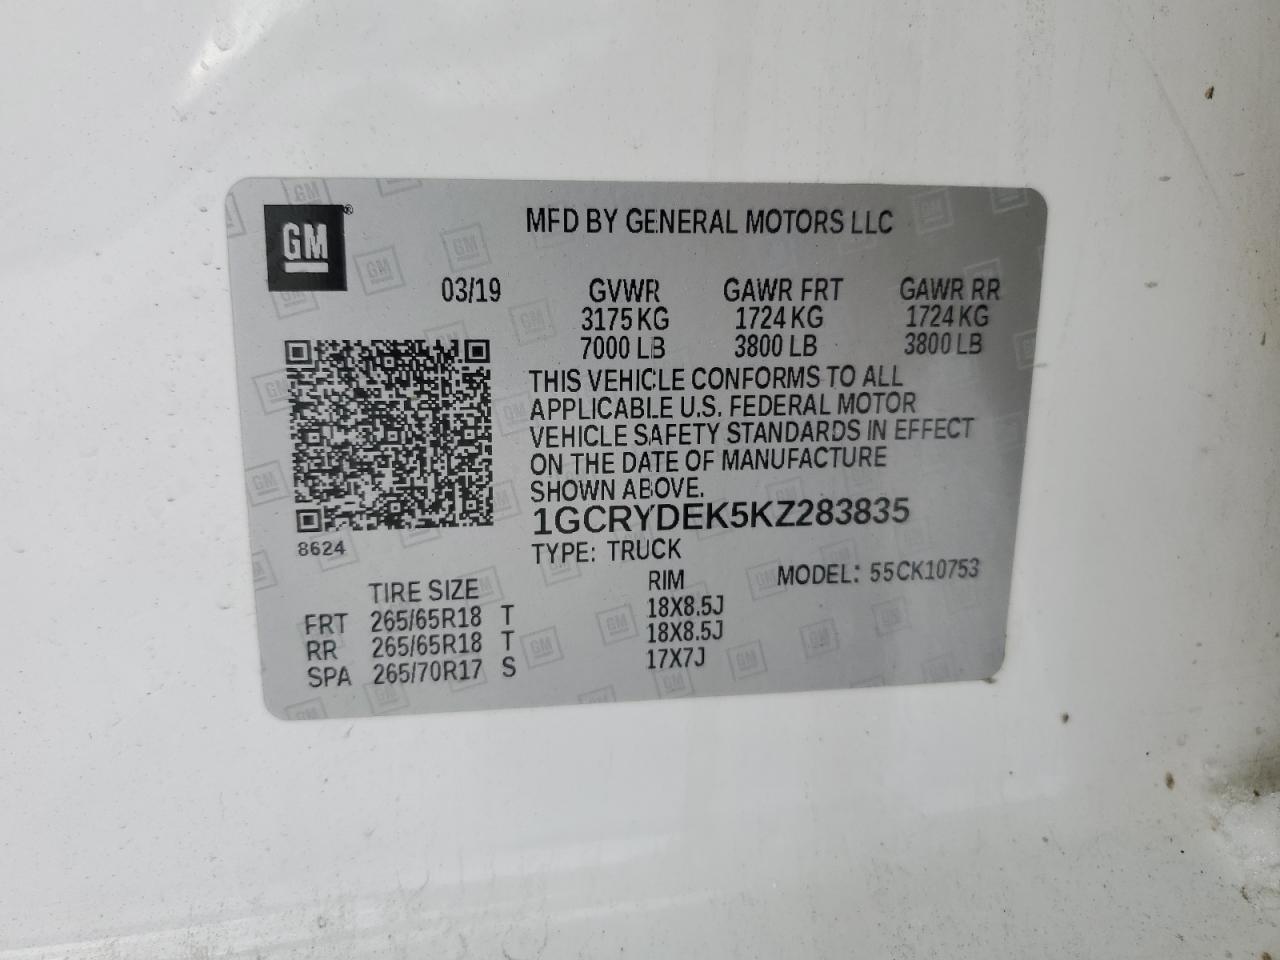 GM ®
MFD BY GENERAL MOTORS LLC
03/19 GVWR GAWR FRT GAWR RR
3175 KG 1724 KG 1724 KG
7000 LB 3800 LB 3800 LB
THIS VEHICLE CONFORMS TO ALL
APPLICABLE U.S. FEDERAL MOTOR
VEHICLE SAFETY STANDARDS IN EFFECT
ON THE DATE OF MANUFACTURE
SHOWN ABOVE.
1GCRYDEK5KZ283835
8624
TYPE: TRUCK
MODEL: 55CK10753
TIRE SIZE RIM
FRT 265/65R18 T 18X8.5J
RR 265/65R18 T 18X8.5J
SPA 265/70R17 S 17X7J